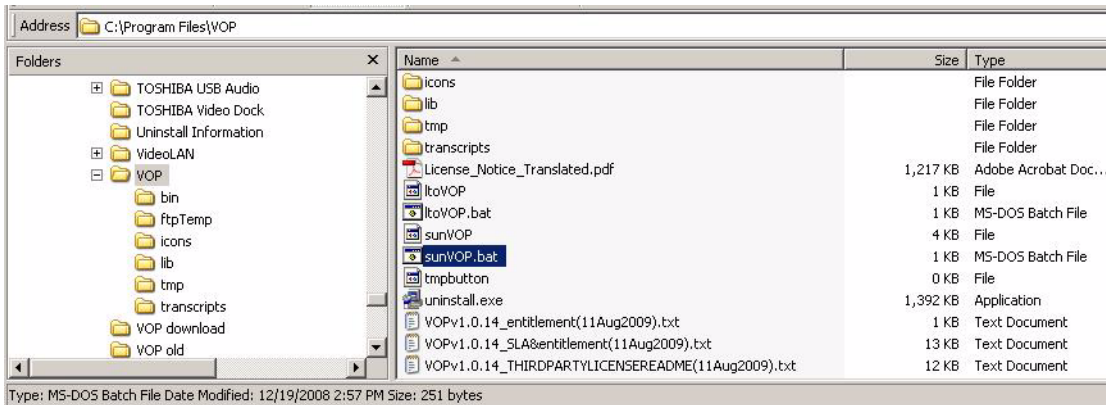 Address C:\Program Files\VOP
Folders
TOSHIBA USB Audio
TOSHIBA Video Dock
Uninstall Information
VideoLAN
VOP
bin
ftpTemp
icons
lib
tmp
transcripts
VOP download
VOP old
Name Size Type
icons File Folder
lib File Folder
tmp File Folder
transcripts File Folder
License_Notice_Translated.pdf 1,217 KB Adobe Acrobat Doc...
ltoVOP 1 KB File
ltoVOP.bat 1 KB MS-DOS Batch File
sunVOP 4 KB File
sunVOP.bat 1 KB MS-DOS Batch File
tmpbutton 0 KB File
uninstall.exe 1,392 KB Application
VOPv1.0.14_entitlement(11Aug2009).txt 1 KB Text Document
VOPv1.0.14_SLA&entitlement(11Aug2009).txt 13 KB Text Document
VOPv1.0.14_THIRDPARTYLICENSEREADME(11Aug2009).txt 12 KB Text Document
Type: MS-DOS Batch File Date Modified: 12/19/2008 2:57 PM Size: 251 bytes